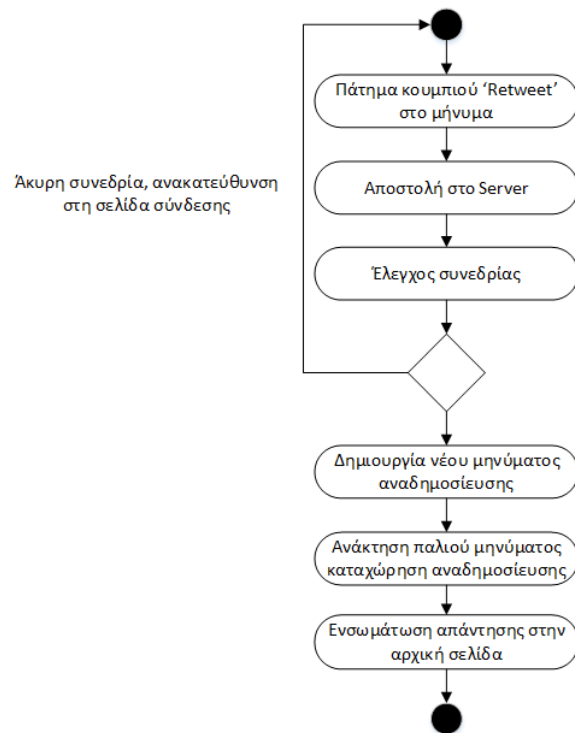 Πάτημα κουμπιού ‘Retweet’
στο μήνυμα
Άκυρη συνεδρία, ανακατεύθυνση
στη σελίδα σύνδεσης
Αποστολή στο Server
Έλεγχος συνεδρίας
Δημιουργία νέου μηνύματος
αναδημοσίευσης
Ανάκτηση παλιού μηνύματος
καταχώρηση αναδημοσίευσης
Ενσωμάτωση απάντησης στην
αρχική σελίδα